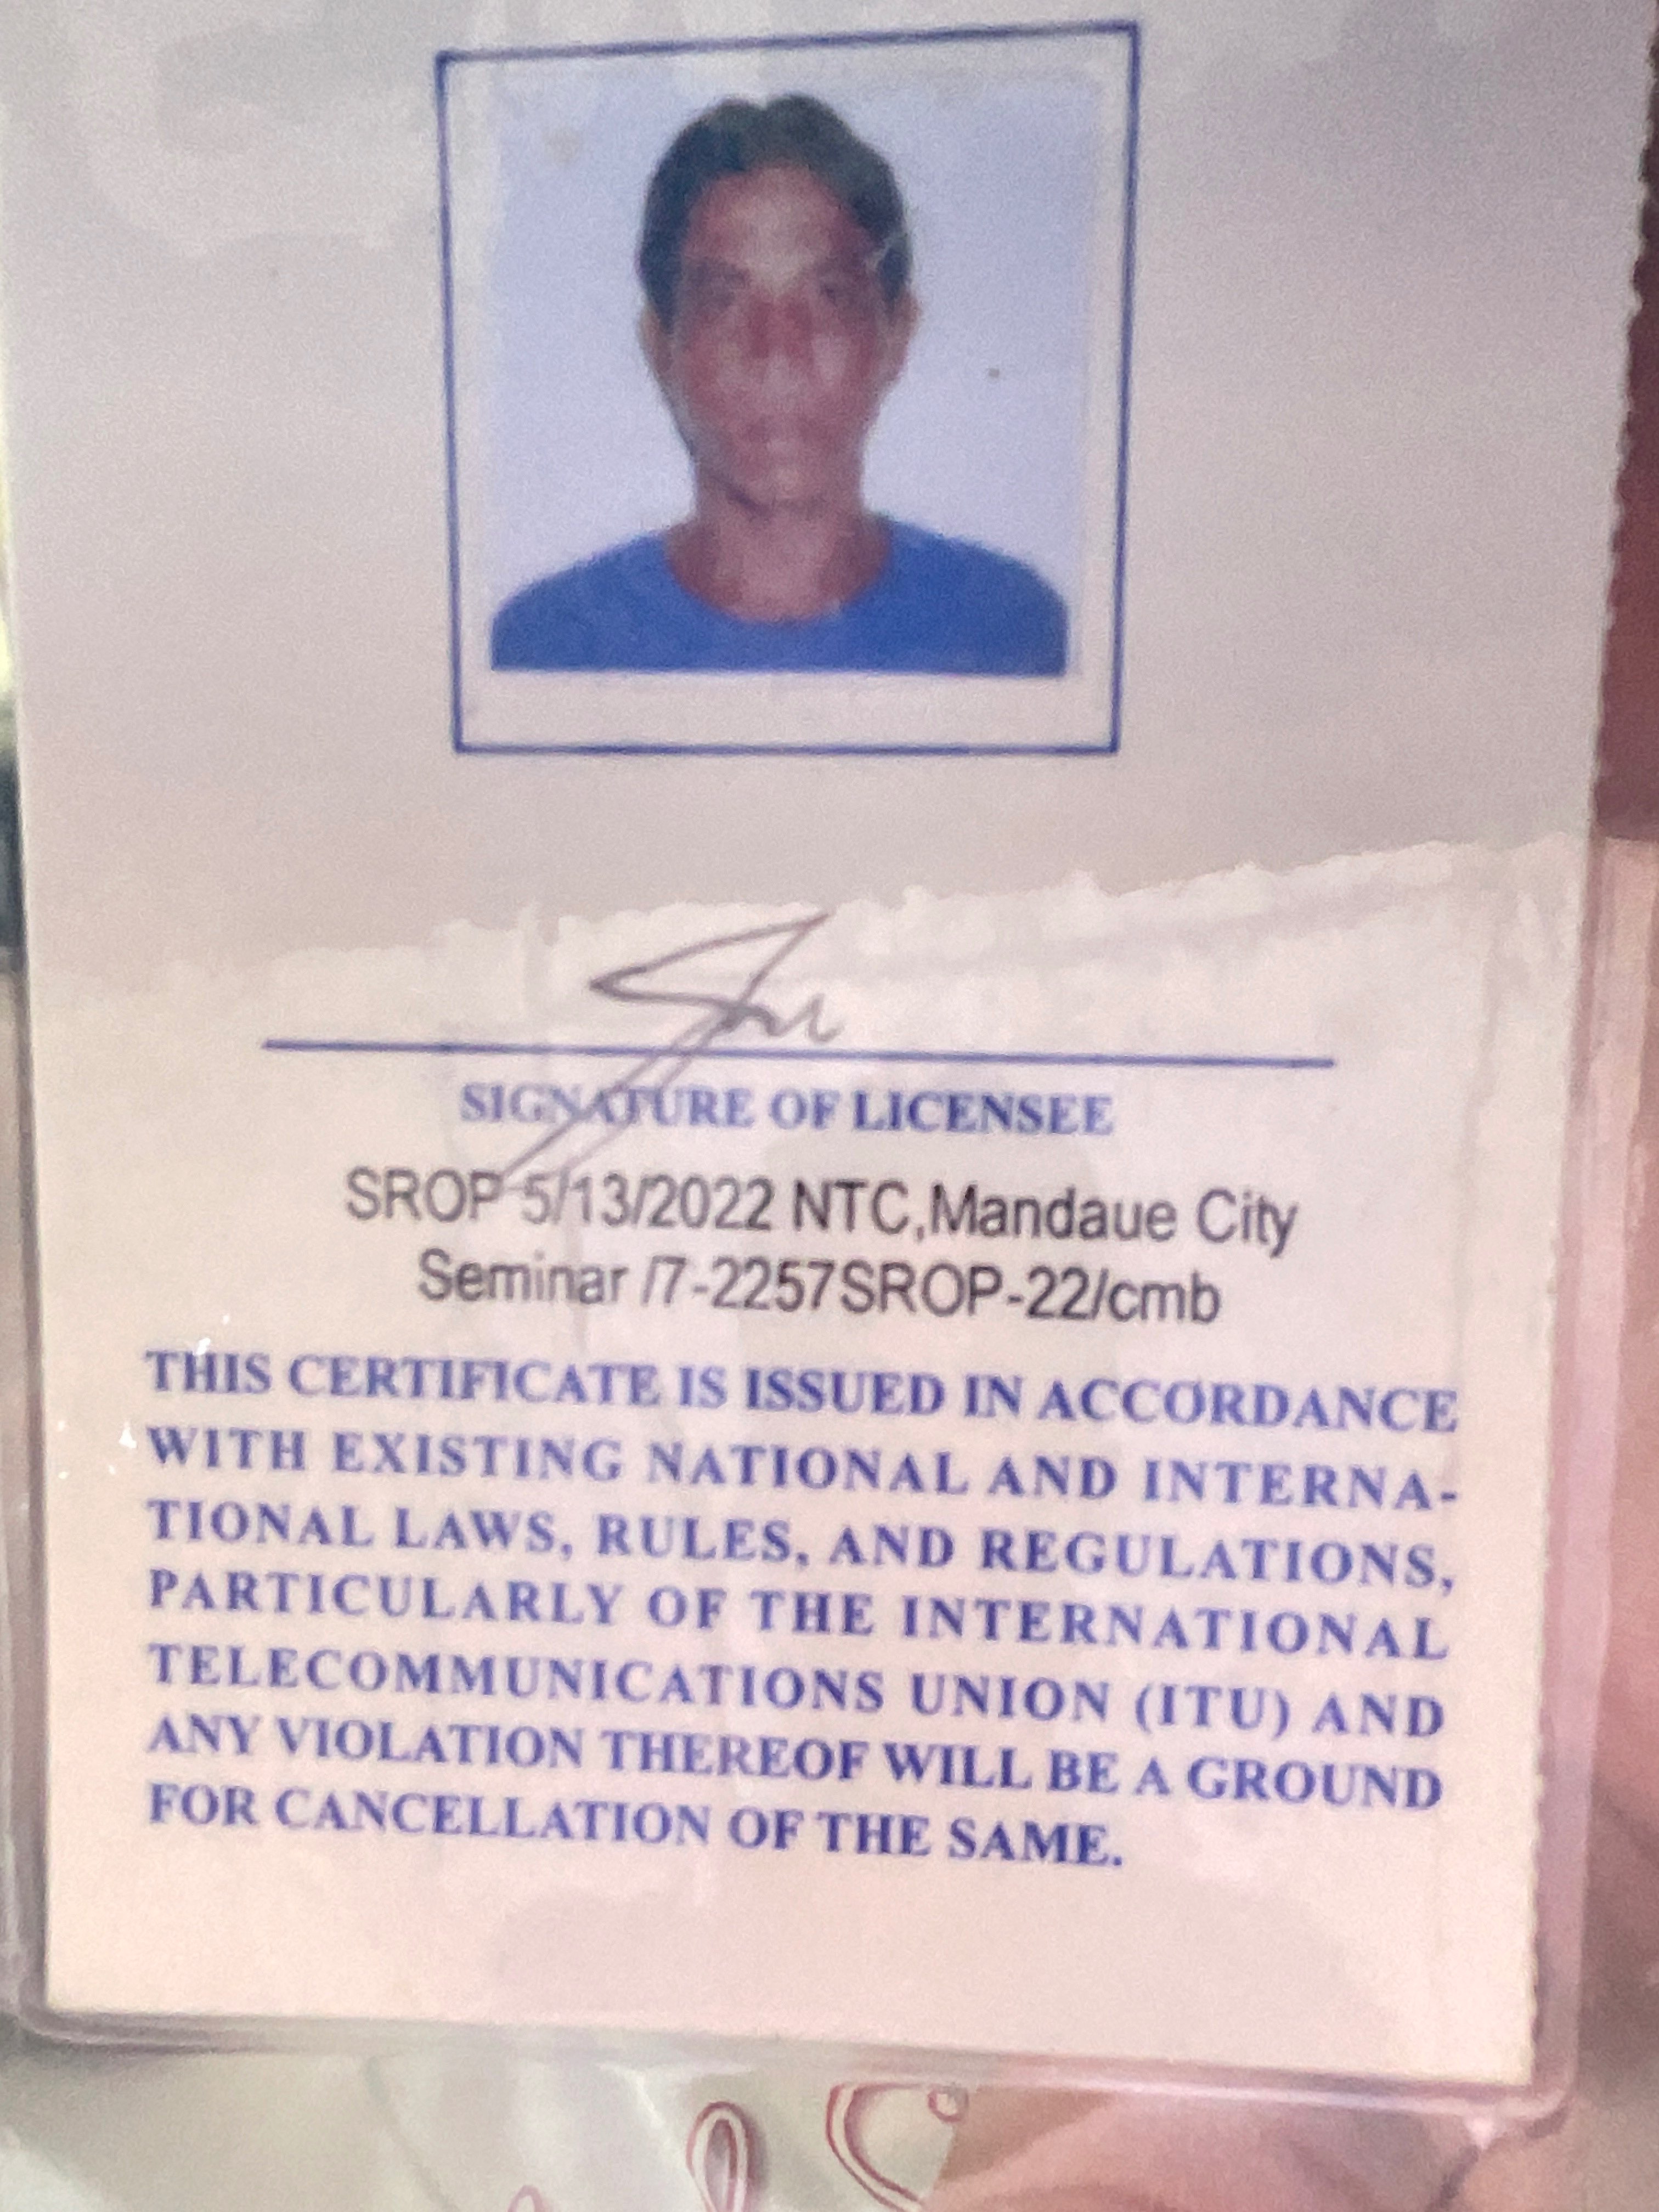 SIGNATURE OF LICENSEE
SROP 5/13/2022 NTC,Mandaue City
Seminar /7-2257SROP-22/cmb
THIS CERTIFICATE IS ISSUED IN ACCORDANCE
WITH EXISTING NATIONAL AND INTERNA-
TIONAL LAWS, RULES, AND REGULATIONS,
PARTICULARLY OF THE INTERNATIONAL
TELECOMMUNICATIONS UNION (ITU) AND
ANY VIOLATION THEREOF WILL BE A GROUND
FOR CANCELLATION OF THE SAME.